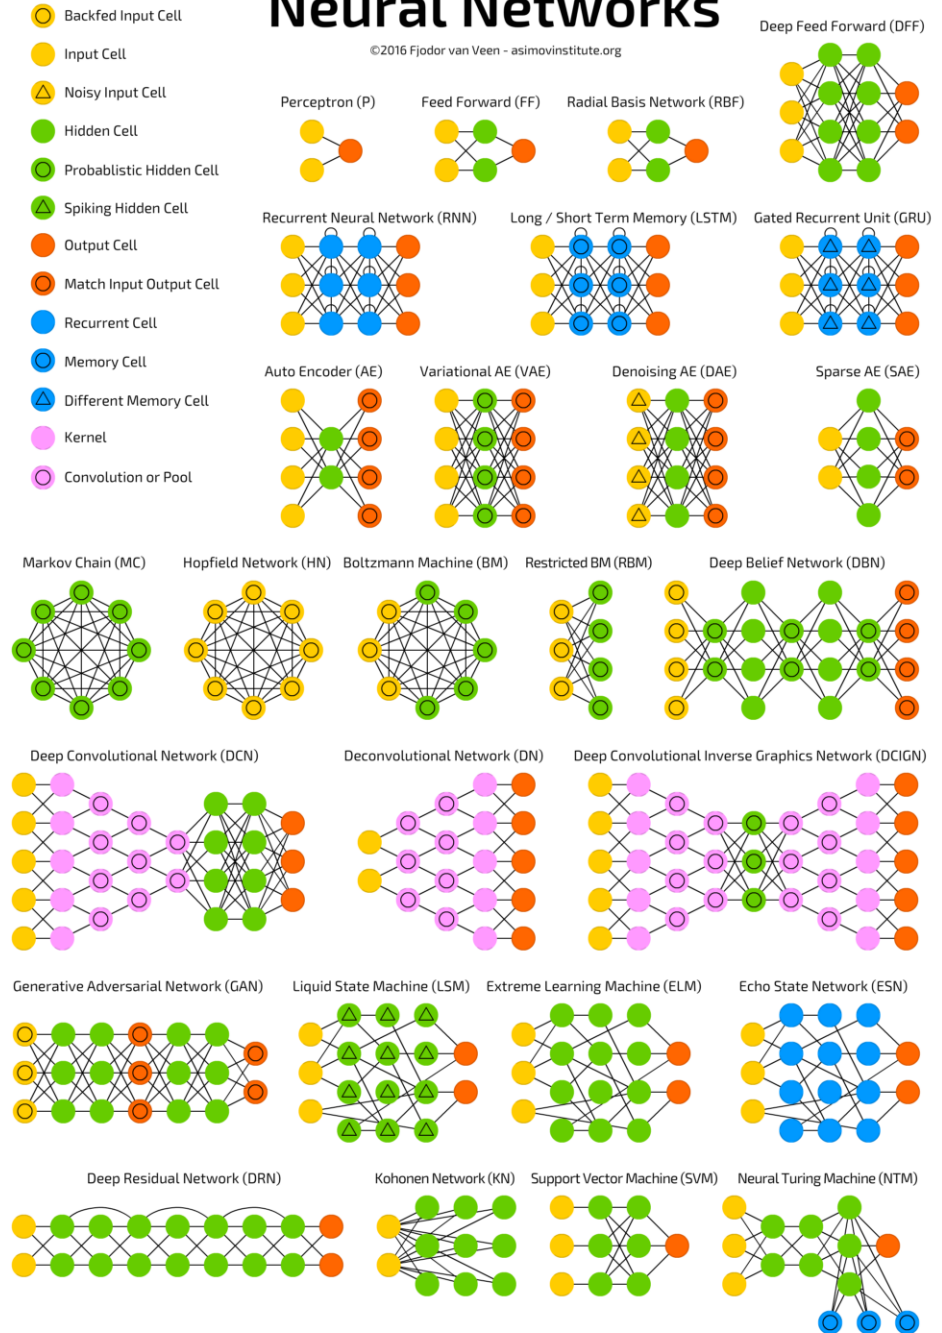 Neural Networks
©2016 Fjodor van Veen - asimovinstitute.org
Backfed Input Cell
Input Cell
Noisy Input Cell
Hidden Cell
Probablistic Hidden Cell
Spiking Hidden Cell
Output Cell
Match Input Output Cell
Recurrent Cell
Memory Cell
Different Memory Cell
Kernel
Convolution or Pool
Deep Feed Forward (DFF)
Perceptron (P)
Feed Forward (FF)
Radial Basis Network (RBF)
Recurrent Neural Network (RNN)
Long / Short Term Memory (LSTM)
Gated Recurrent Unit (GRU)
Auto Encoder (AE)
Variational AE (VAE)
Denoising AE (DAE)
Sparse AE (SAE)
Markov Chain (MC)
Hopfield Network (HN)
Boltzmann Machine (BM)
Restricted BM (RBM)
Deep Belief Network (DBN)
Deep Convolutional Network (DCN)
Deconvolutional Network (DN)
Deep Convolutional Inverse Graphics Network (DCIGN)
Generative Adversarial Network (GAN)
Liquid State Machine (LSM)
Extreme Learning Machine (ELM)
Echo State Network (ESN)
Deep Residual Network (DRN)
Kohonen Network (KN)
Support Vector Machine (SVM)
Neural Turing Machine (NTM)